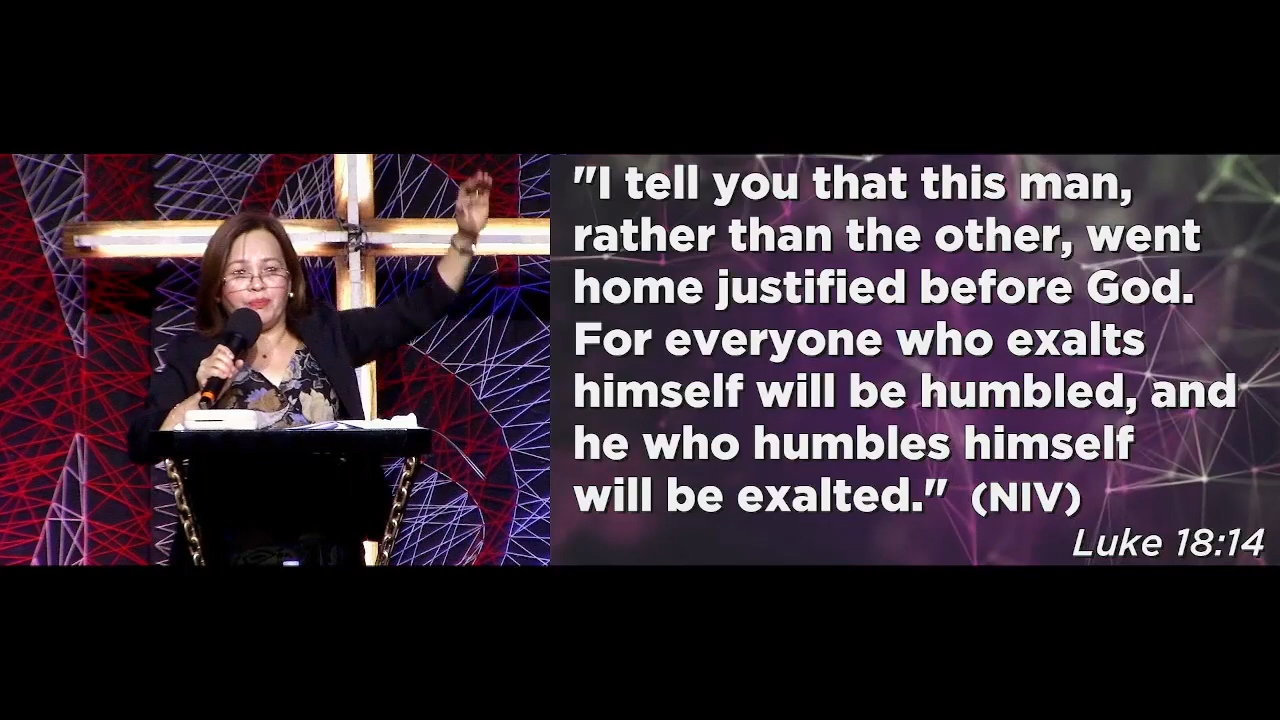 "I tell you that this man,
rather than the other, went
home justified before God.
For everyone who exalts
himself will be humbled, and
he who humbles himself
will be exalted." (NIV)
Luke 18:14